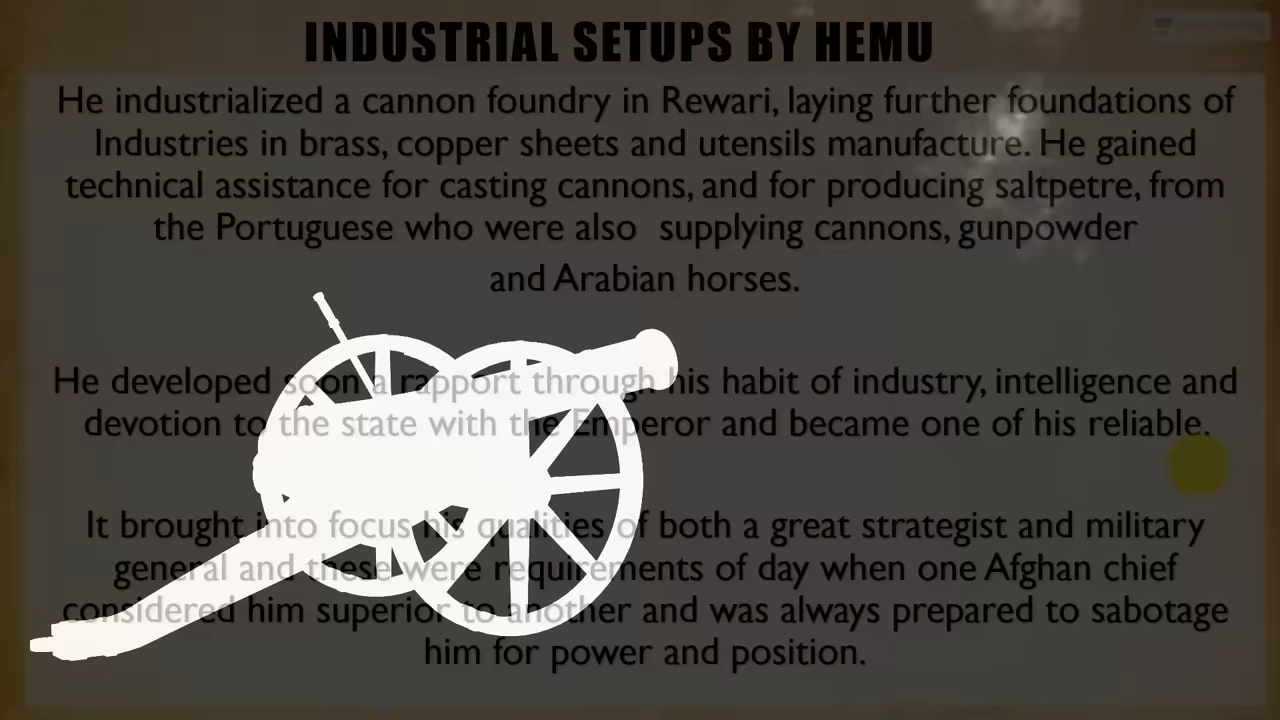 INDUSTRIAL SETUPS BY HEMU
He industrialized a cannon foundry in Rewari, laying further foundations of
Industries in brass, copper sheets and utensils manufacture. He gained
technical assistance for casting cannons, and for producing saltpetre, from
the Portuguese who were also supplying cannons, gunpowder
and Arabian horses.
He developed soon a rapport through his habit of industry, intelligence and
devotion to the state with the Emperor and became one of his reliable.
It brought into focus his qualities of both a great strategist and military
general and these were requirements of day when one Afghan chief
considered him superior to another and was always prepared to sabotage
him for power and position.